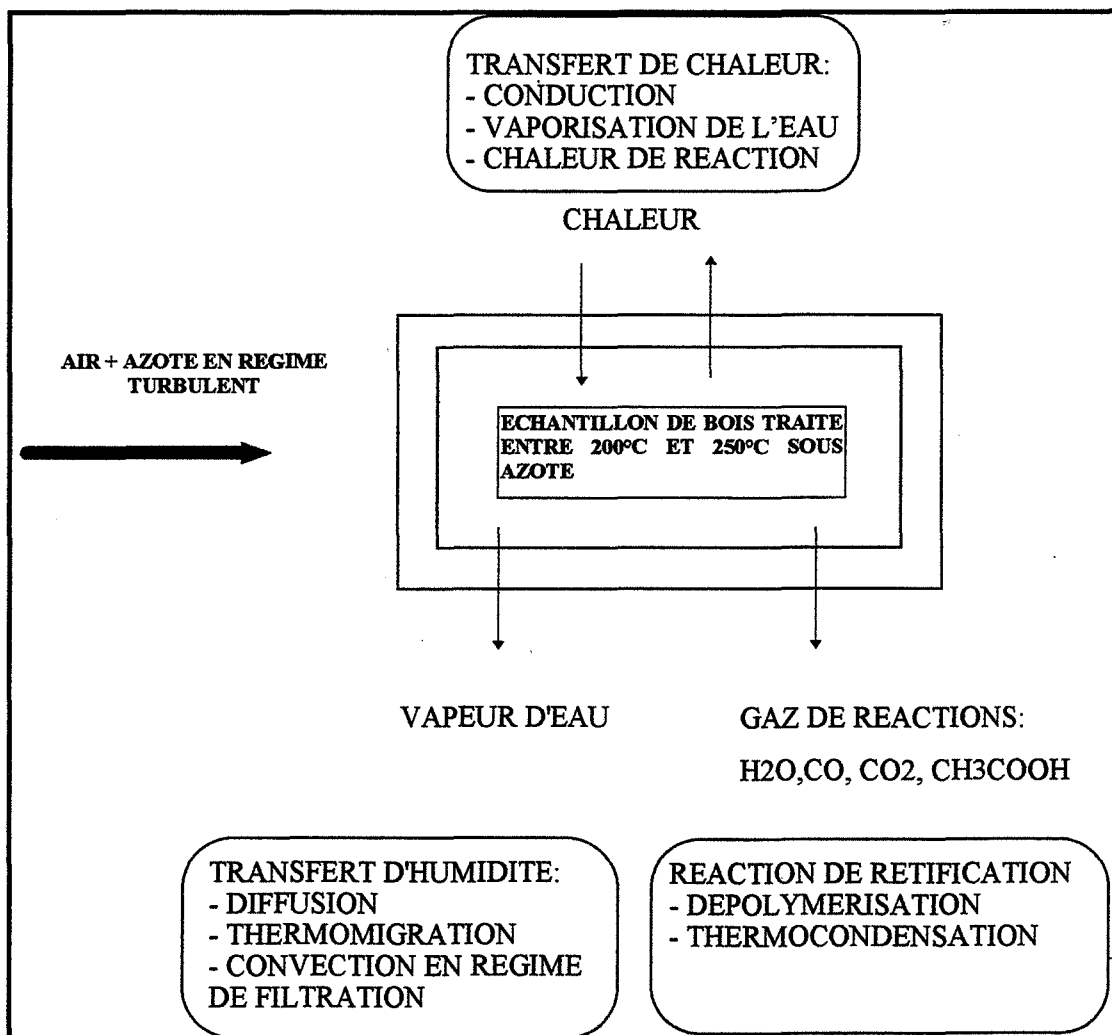 TRANSFERT DE CHALEUR:
- CONDUCTION
- VAPORISATION DE L'EAU
- CHALEUR DE REACTION
CHALEUR
AIR + AZOTE EN REGIME
TURBULENT
ECHANTILLON DE BOIS TRAITE
ENTRE 200°C ET 250°C SOUS
AZOTE
VAPEUR D'EAU
GAZ DE REACTIONS:
H2O,CO, CO2, CH3COOH
TRANSFERT D'HUMIDITE:
- DIFFUSION
- THERMOMIGRATION
- CONVECTION EN REGIME
DE FILTRATION
REACTION DE RETIFICATION
- DEPOLYMERISATION
- THERMOCONDENSATION